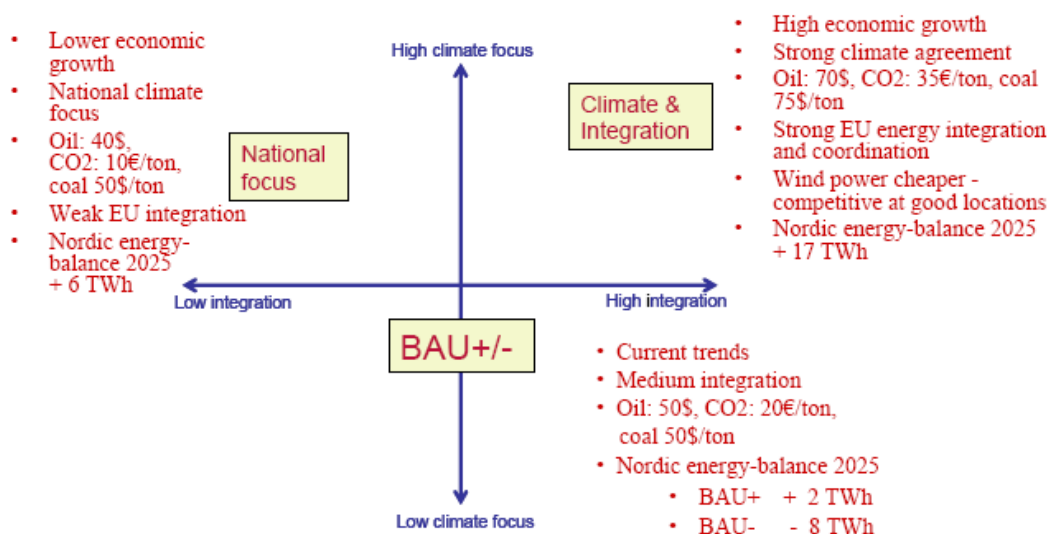 • Lower economic
growth
• National climate
focus
• Oil: 40$,
CO2: 10€/ton,
coal 50$/ton
• Weak EU integration
• Nordic energy-
balance 2025
+ 6 TWh
High climate focus
National
focus
Climate &
Integration
• High economic growth
• Strong climate agreement
• Oil: 70$, CO2: 35€/ton, coal
75$/ton
• Strong EU energy integration
and coordination
• Wind power cheaper -
competitive at good locations
• Nordic energy-balance 2025
+ 17 TWh
Low integration
High integration
BAU+/-
• Current trends
• Medium integration
• Oil: 50$, CO2: 20€/ton,
coal 50$/ton
• Nordic energy-balance 2025
• BAU+ + 2 TWh
• BAU- - 8 TWh
Low climate focus